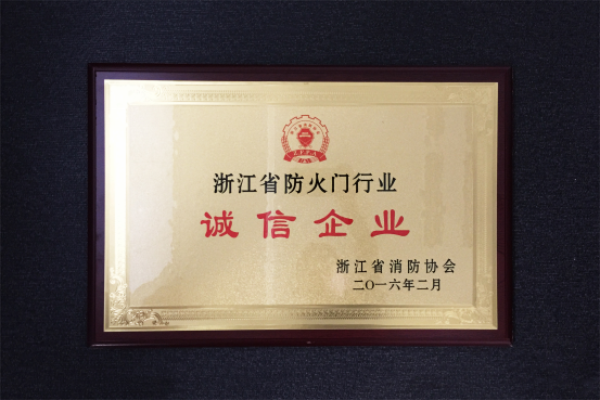 浙江省防火门行业
诚信企业
浙江省消防协会
二〇一六年二月